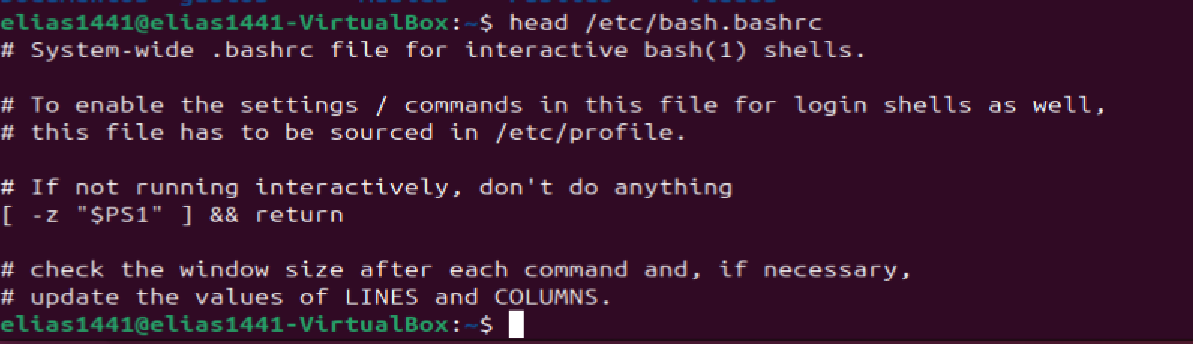 elias1441@elias1441-VirtualBox:~$ head /etc/bash.bashrc
# System-wide .bashrc file for interactive bash(1) shells.
# To enable the settings / commands in this file for login shells as well,
# this file has to be sourced in /etc/profile.
# If not running interactively, don't do anything
[ -z "$PS1" ] && return
# check the window size after each command and, if necessary,
# update the values of LINES and COLUMNS.
elias1441@elias1441-VirtualBox:~$